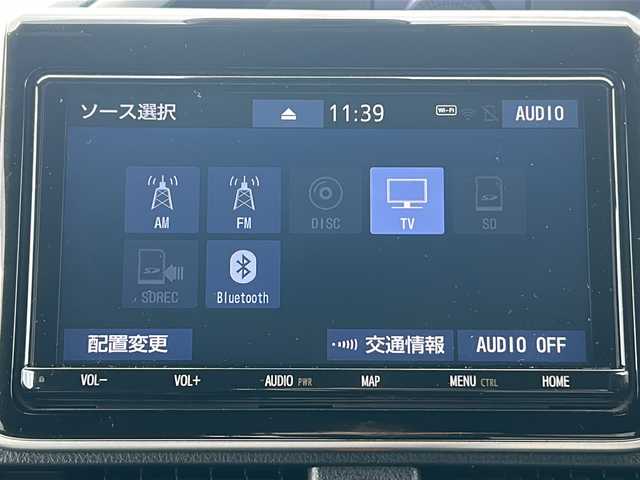 ソース選択 11:39 Wi-Fi AUDIO
AM FM DISC TV SD
SDREC Bluetooth
配置変更 交通情報 AUDIO OFF
VOL− VOL+ AUDIO PWR MAP MENU CTRL HOME